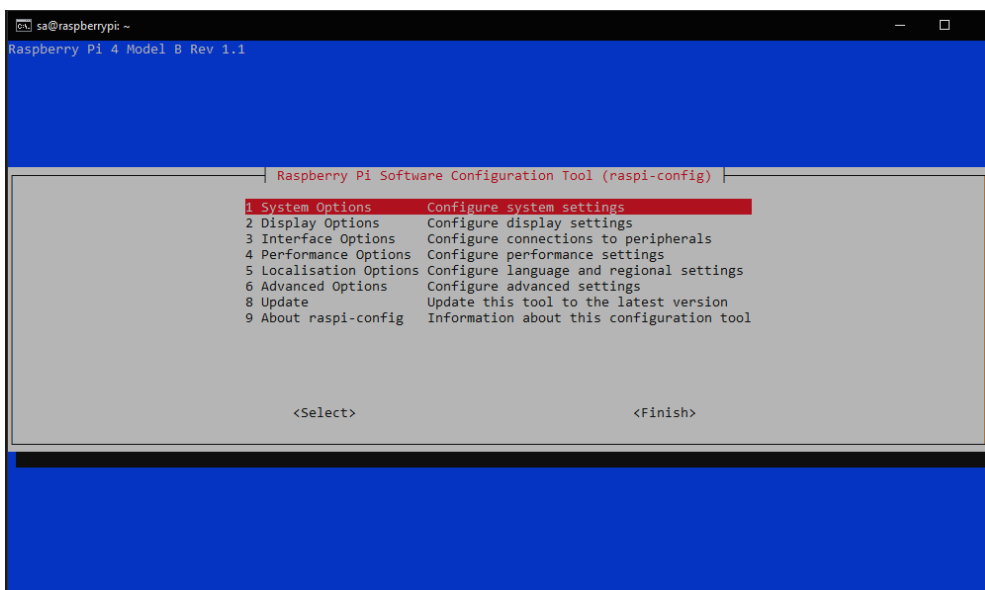 sa@raspberrypi: ~
Raspberry Pi 4 Model B Rev 1.1
Raspberry Pi Software Configuration Tool (raspi-config)
1 System Options Configure system settings
2 Display Options Configure display settings
3 Interface Options Configure connections to peripherals
4 Performance Options Configure performance settings
5 Localisation Options Configure language and regional settings
6 Advanced Options Configure advanced settings
8 Update Update this tool to the latest version
9 About raspi-config Information about this configuration tool
<Select> <Finish>